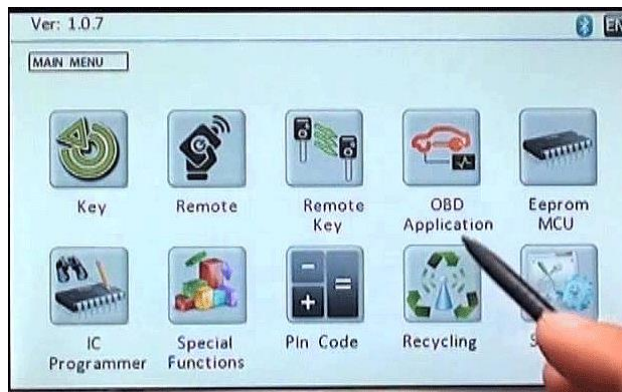 Ver: 1.0.7
EN
MAIN MENU
Key
Remote
Remote
Key
OBD
Application
Eeprom
MCU
IC
Programmer
Special
Functions
Pin Code
Recycling